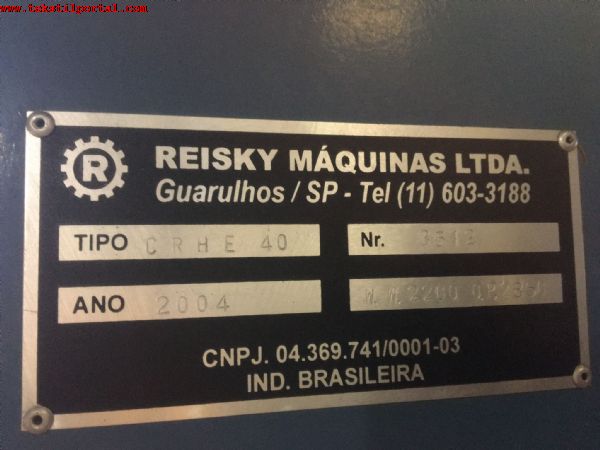 www.tekstilportal.com
R
REISKY MÁQUINAS LTDA.
Guarulhos / SP - Tel (11) 603-3188
TIPO CRHE 40 Nr.
ANO 2004
CNPJ. 04.369.741/0001-03
IND. BRASILEIRA